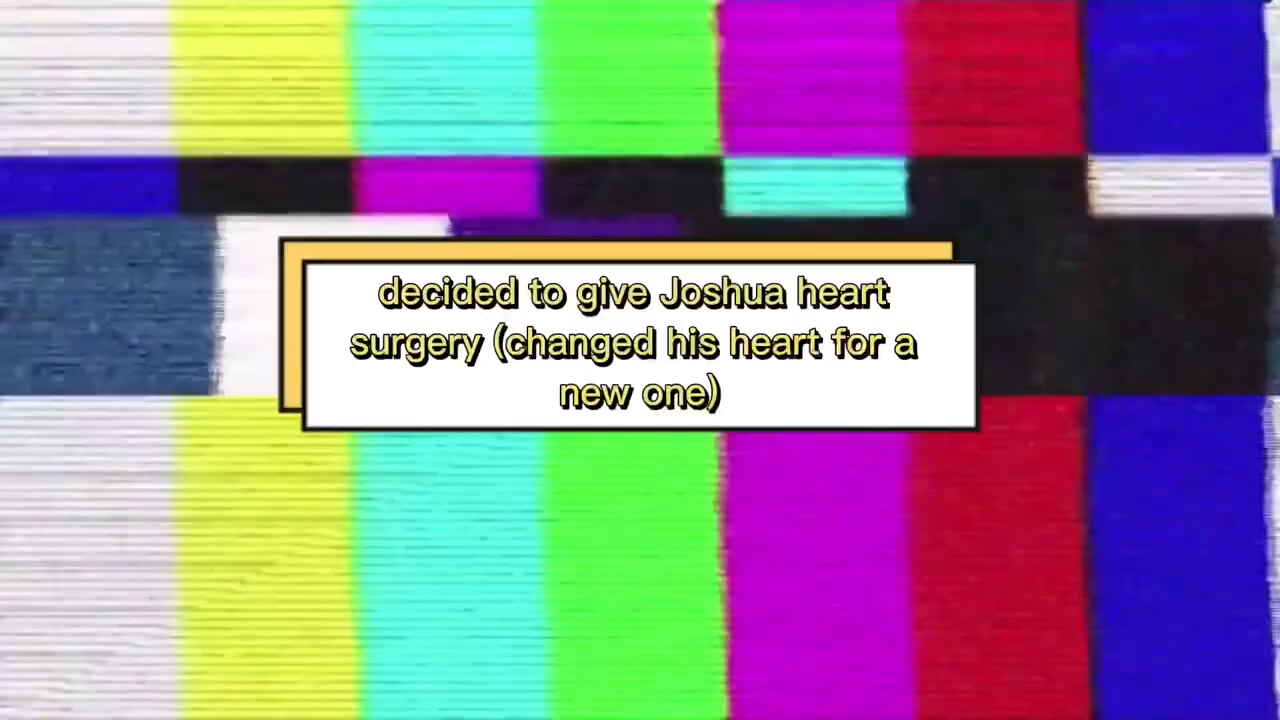 decided to give Joshua heart
surgery (changed his heart for a
new one)